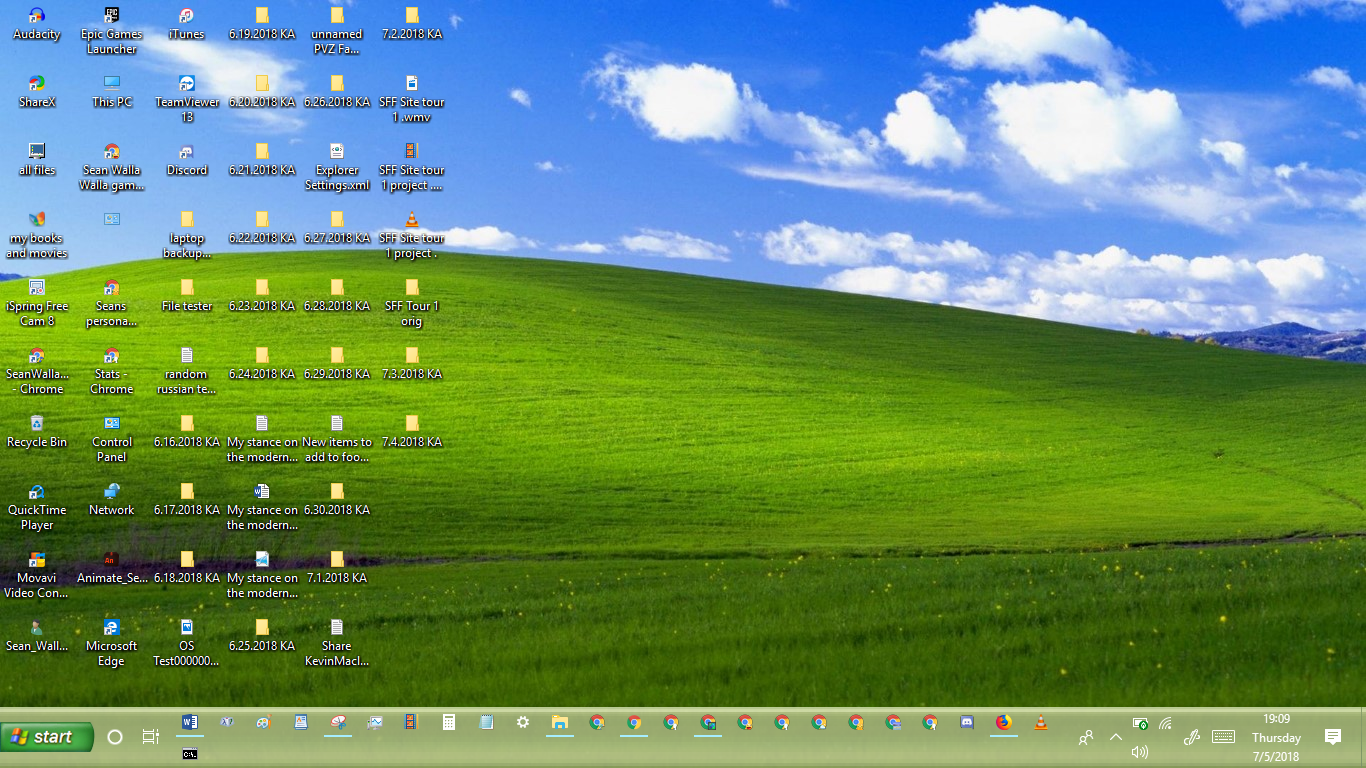 Audacity
Epic Games
Launcher
iTunes
6.19.2018 KA
unnamed
PVZ Fa...
7.2.2018 KA
ShareX
This PC
TeamViewer
13
6.20.2018 KA
6.26.2018 KA
SFF Site tour
1 .wmv
all files
Sean Walla
Walla gam...
Discord
6.21.2018 KA
Explorer
Settings.xml
SFF Site tour
1 project ....
my books
and movies
laptop
backup...
6.22.2018 KA
6.27.2018 KA
SFF Site tour
1 project .
iSpring Free
Cam 8
Seans
persona...
File tester
6.23.2018 KA
6.28.2018 KA
SFF Tour 1
orig
SeanWalla...
- Chrome
Stats -
Chrome
random
russian te...
6.24.2018 KA
6.29.2018 KA
7.3.2018 KA
Recycle Bin
Control
Panel
6.16.2018 KA
My stance on
the modern...
New items to
add to foo...
7.4.2018 KA
QuickTime
Player
Network
6.17.2018 KA
My stance on
the modern...
6.30.2018 KA
Movavi
Video Con...
Animate_Se...
6.18.2018 KA
My stance on
the modern...
7.1.2018 KA
Sean_Wall...
Microsoft
Edge
OS
Test000000...
6.25.2018 KA
Share
KevinMacl...
start
19:09
Thursday
7/5/2018